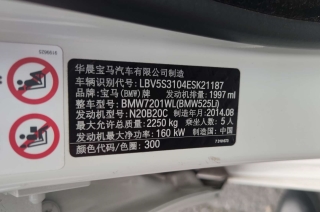 华晨宝马汽车有限公司制造
车辆识别代号: LBV5S3104ESK21187
品牌: 宝马(BMW)牌 发动机排量: 1997 ml
整车型号: BMW7201WL(BMW525Li)
发动机型号: N20B20C 制造年月: 2014.08
最大允许总质量: 2250 kg 乘坐人数: 5 人
发动机最大净功率: 160 kW 制造国: 中国
颜色代码/色圈: 300